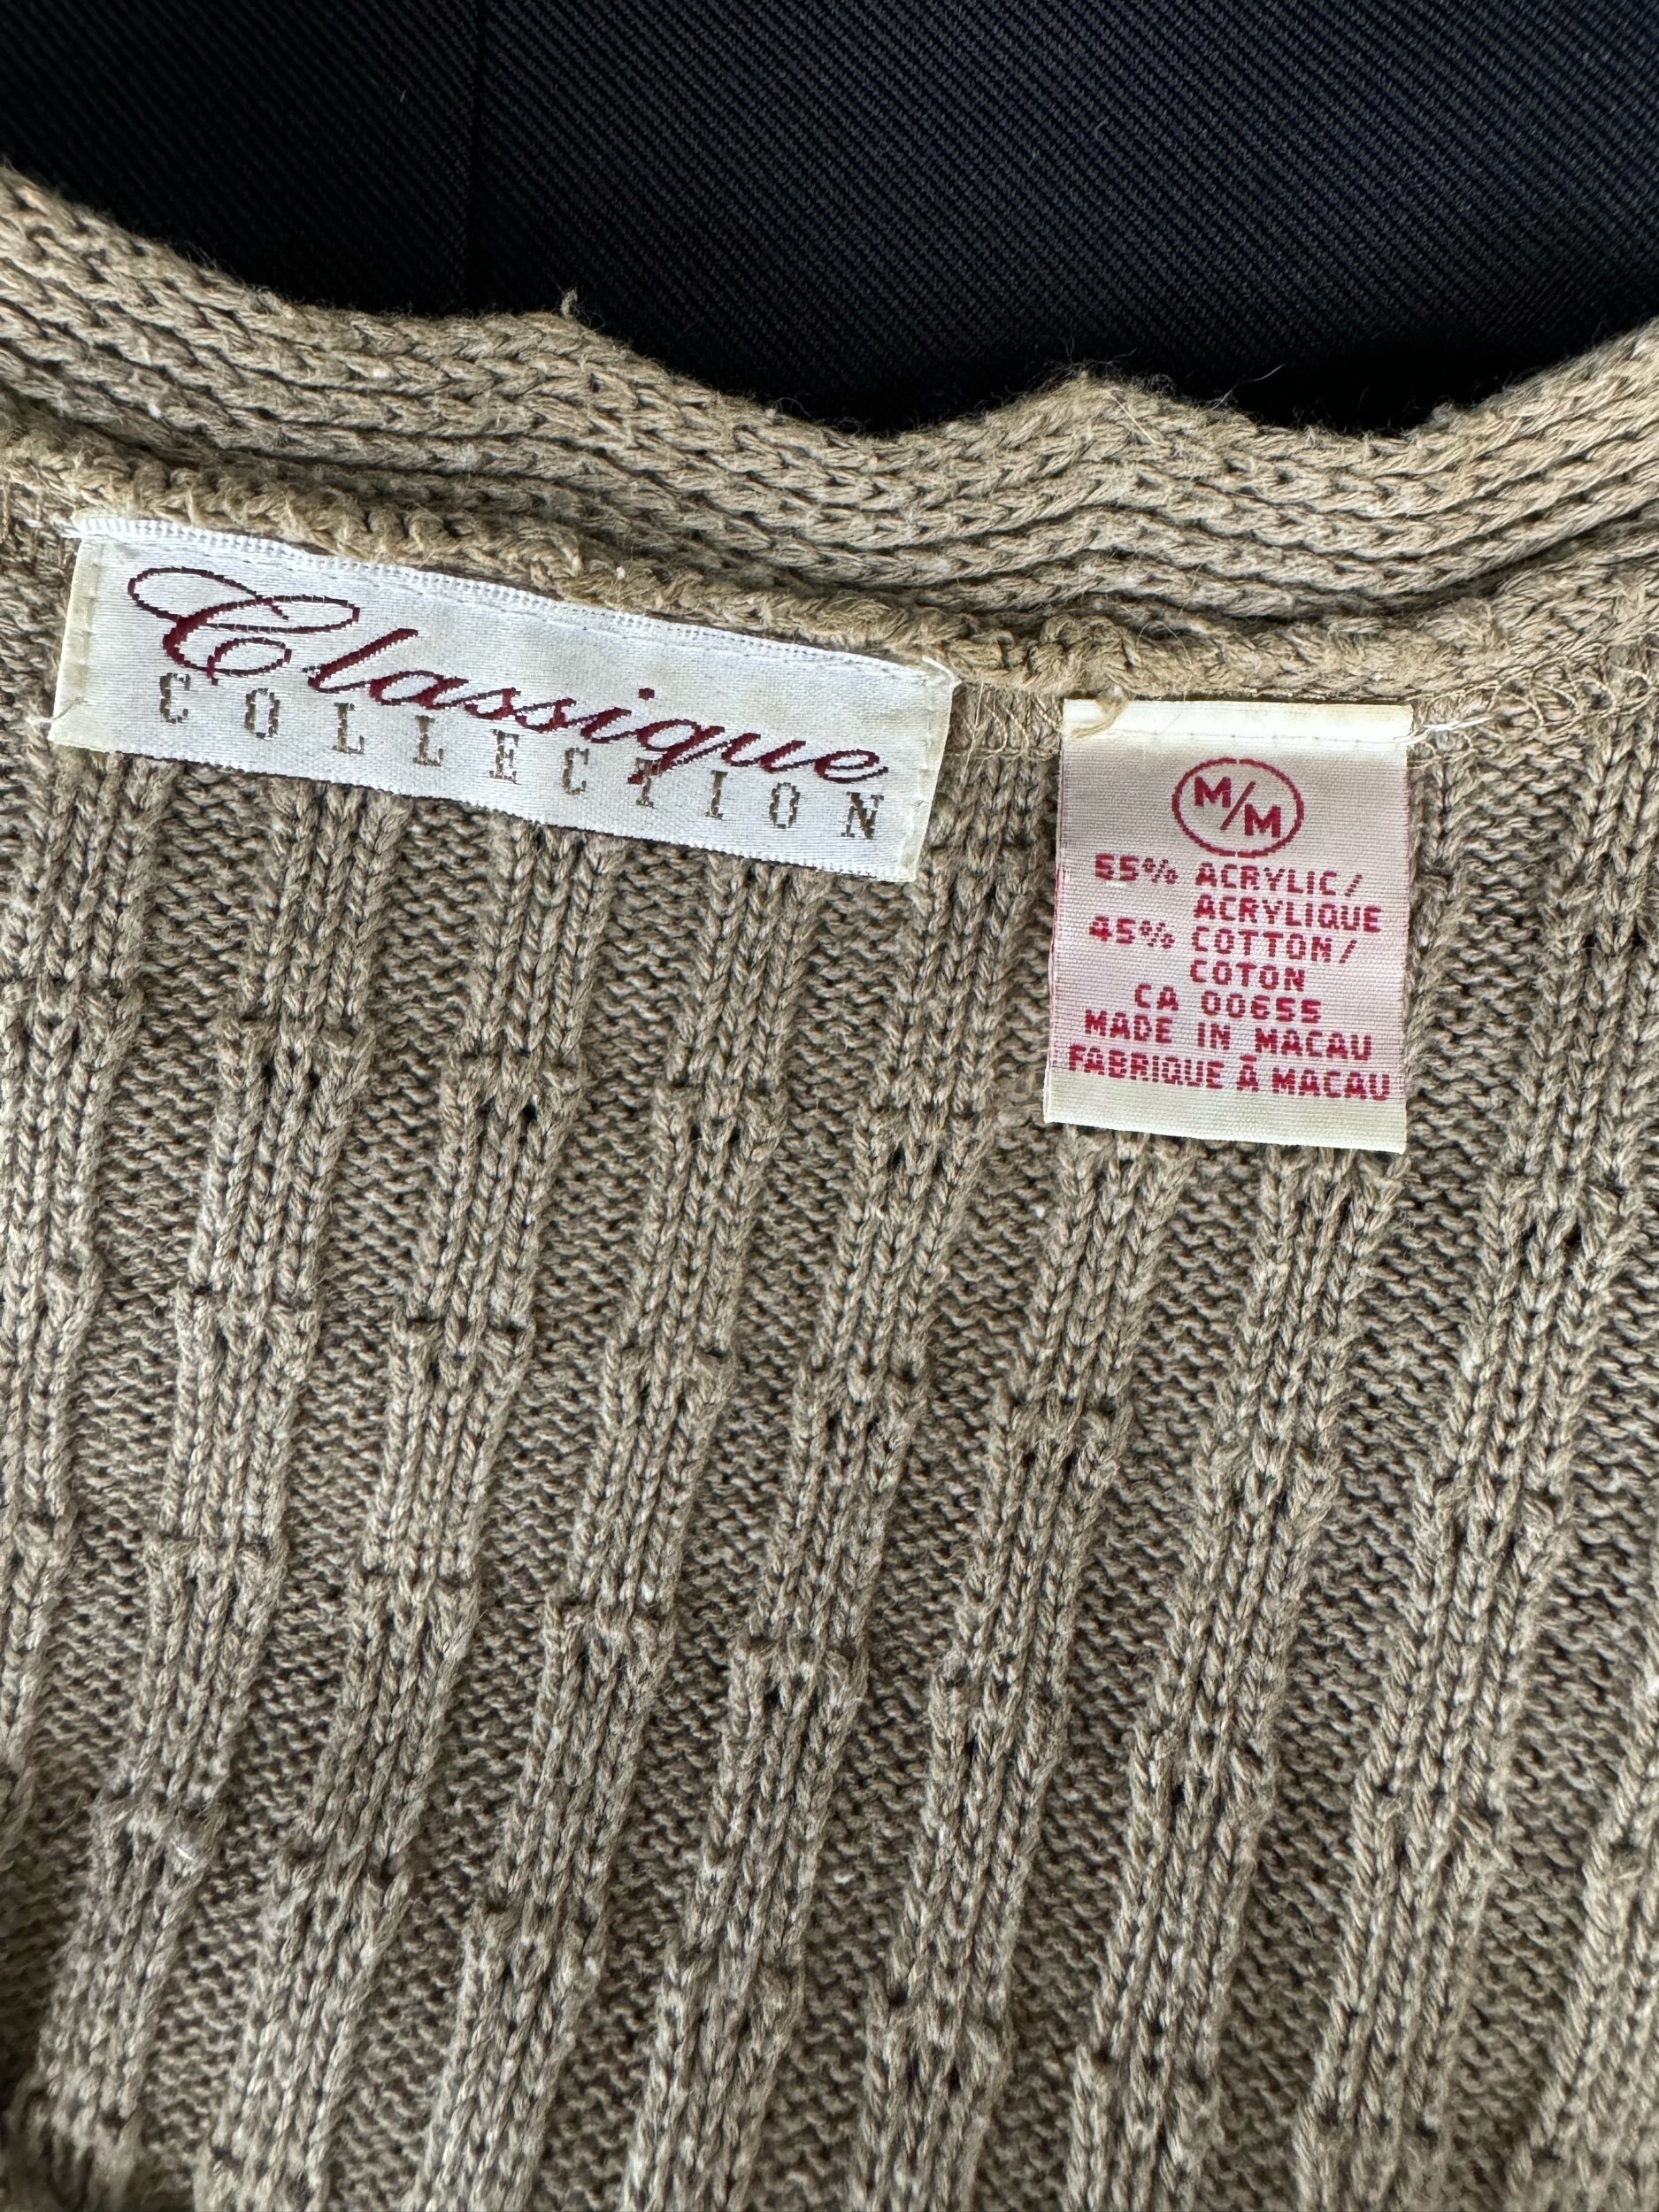 Classique
COLLECTION
M/M
55% ACRYLIC/
ACRYLIQUE
45% COTTON/
COTON
CA 00655
MADE IN MACAU
FABRIQUE À MACAU